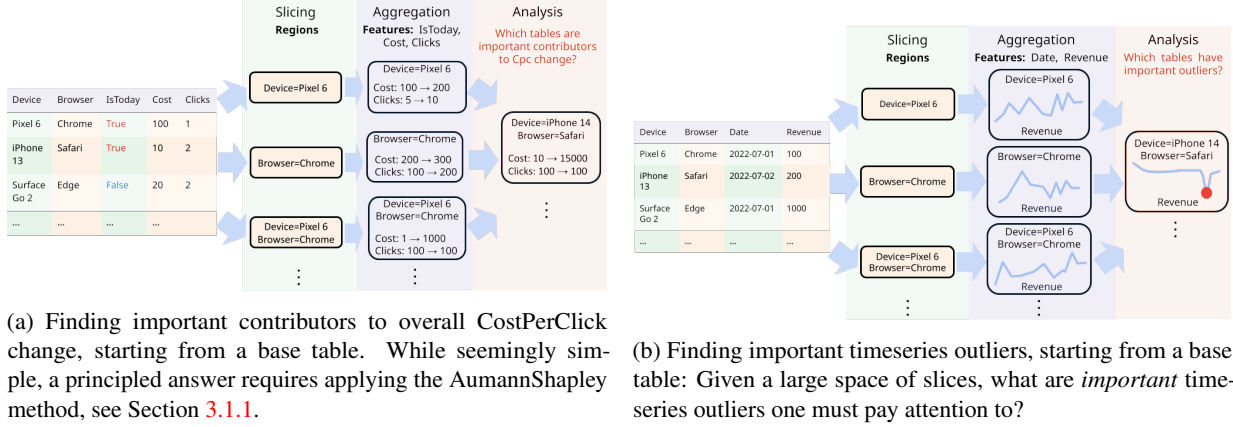 Slicing
Regions
Aggregation
Features: IsToday,
Cost, Clicks
Analysis
Which tables are
important contributors
to Cpc change?
Device Browser IsToday Cost Clicks
Pixel 6 Chrome True 100 1
iPhone
13 Safari True 10 2
Surface
Go 2 Edge False 20 2
... ... ... ... ...
Device=Pixel 6
Browser=Chrome
Device=Pixel 6
Browser=Chrome
⋮
Device=Pixel 6
Cost: 100 → 200
Clicks: 5 → 10
Browser=Chrome
Cost: 200 → 300
Clicks: 100 → 200
Device=Pixel 6
Browser=Chrome
Cost: 1 → 1000
Clicks: 100 → 100
⋮
Device=iPhone 14
Browser=Safari
Cost: 10 → 15000
Clicks: 100 → 100
⋮
(a) Finding important contributors to overall CostPerClick
change, starting from a base table. While seemingly sim-
ple, a principled answer requires applying the AumannShapley
method, see Section 3.1.1.
Slicing
Regions
Aggregation
Features: Date, Revenue
Analysis
Which tables have
important outliers?
Device Browser Date Revenue
Pixel 6 Chrome 2022-07-01 100
iPhone
13 Safari 2022-07-02 200
Surface
Go 2 Edge 2022-07-01 1000
... ... ... ...
Device=Pixel 6
Browser=Chrome
Device=Pixel 6
Browser=Chrome
⋮
Device=Pixel 6
Revenue
Browser=Chrome
Revenue
Device=Pixel 6
Browser=Chrome
Revenue
⋮
Device=iPhone 14
Browser=Safari
Revenue
⋮
(b) Finding important timeseries outliers, starting from a base
table: Given a large space of slices, what are important time-
series outliers one must pay attention to?